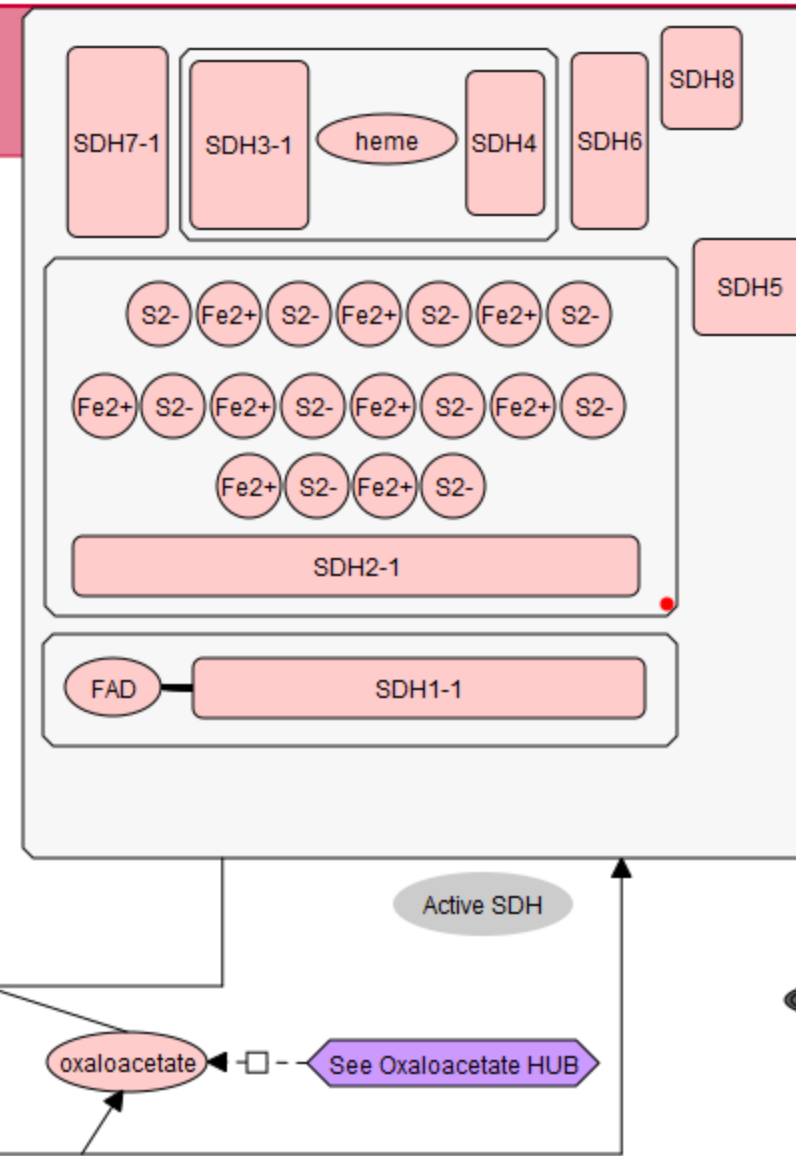 SDH8
SDH7-1
SDH3-1
heme
SDH4
SDH6
SDH5
S2-
Fe2+
S2-
Fe2+
S2-
Fe2+
S2-
Fe2+
S2-
Fe2+
S2-
Fe2+
S2-
Fe2+
S2-
Fe2+
S2-
Fe2+
S2-
SDH2-1
FAD
SDH1-1
Active SDH
oxaloacetate
See Oxaloacetate HUB